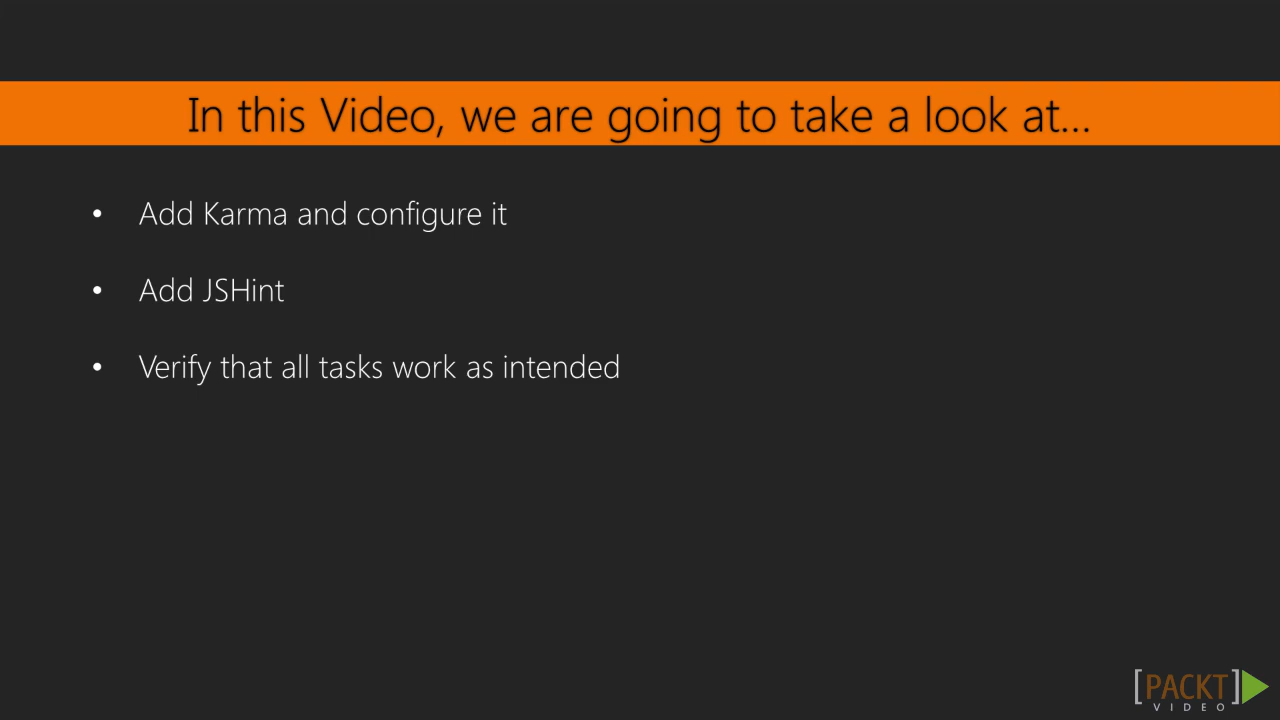 In this Video, we are going to take a look at...
• Add Karma and configure it
• Add JSHint
• Verify that all tasks work as intended
[PACKT]
VIDEO